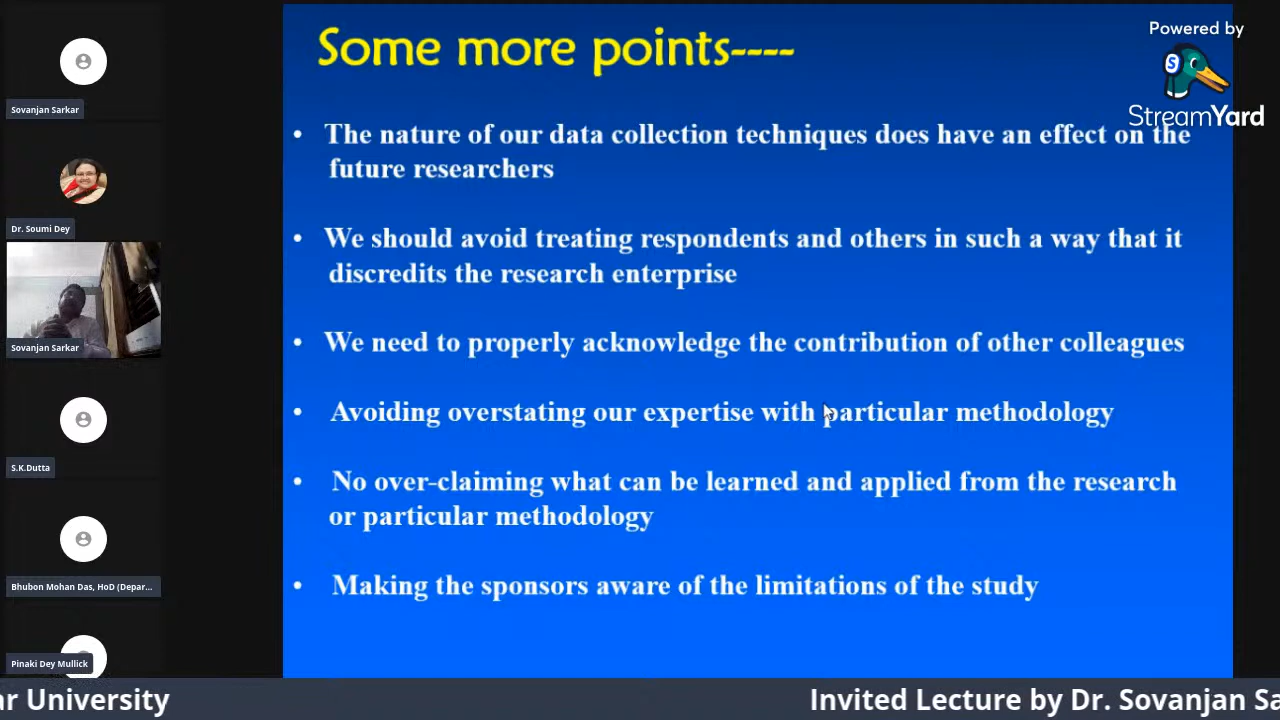 Some more points----
Powered by
S
StreamYard
• The nature of our data collection techniques does have an effect on the
future researchers
• We should avoid treating respondents and others in such a way that it
discredits the research enterprise
• We need to properly acknowledge the contribution of other colleagues
• Avoiding overstating our expertise with particular methodology
• No over-claiming what can be learned and applied from the research
or particular methodology
• Making the sponsors aware of the limitations of the study
Sovanjan Sarkar
Dr. Soumi Dey
Sovanjan Sarkar
S.K.Dutta
Bhubon Mohan Das, HoD (Depar...
Pinaki Dey Mullick
ar University
Invited Lecture by Dr. Sovanjan Sa